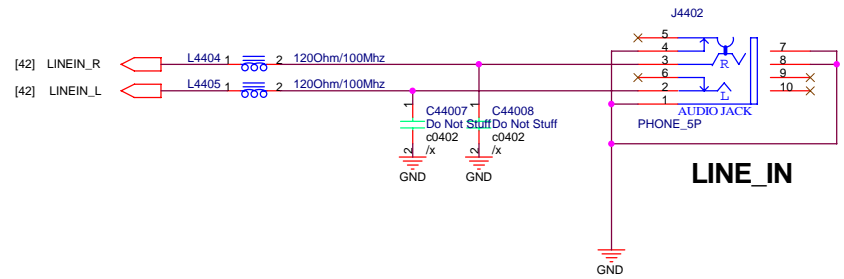 J4402
5
4
3
6
2
1
7
8
9
10
R
L
AUDIO JACK
PHONE_5P
LINE_IN
[42] LINEIN_R
L4404 1 2 120Ohm/100Mhz
[42] LINEIN_L
L4405 1 2 120Ohm/100Mhz
1
2
C44007
Do Not Stuff
c0402
/x
GND
1
2
C44008
Do Not Stuff
c0402
/x
GND
GND